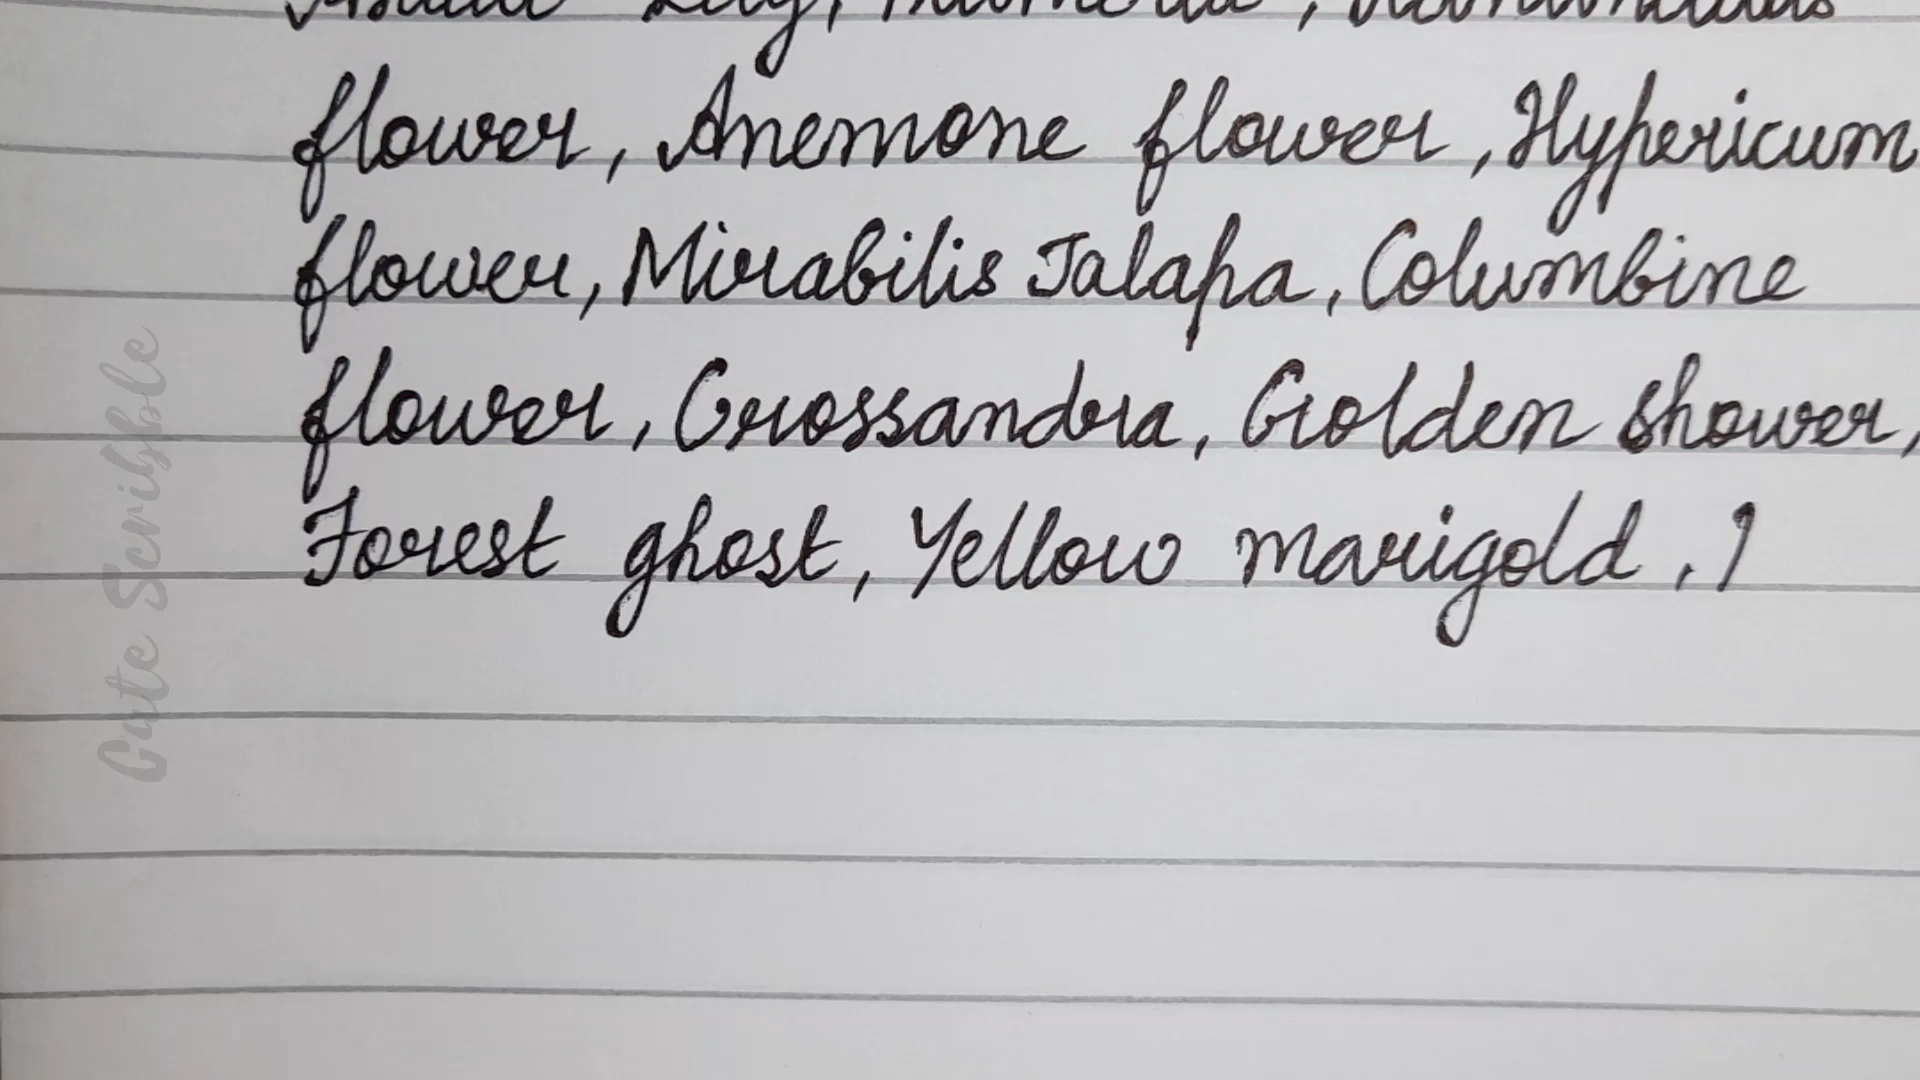 Lily,
flower, Anemone flower, Hypericum
flower, Mirabilis Jalapa, Columbine
flower, Crossandra, Golden shower,
Forest ghost, Yellow marigold, 1
Cute Scribble